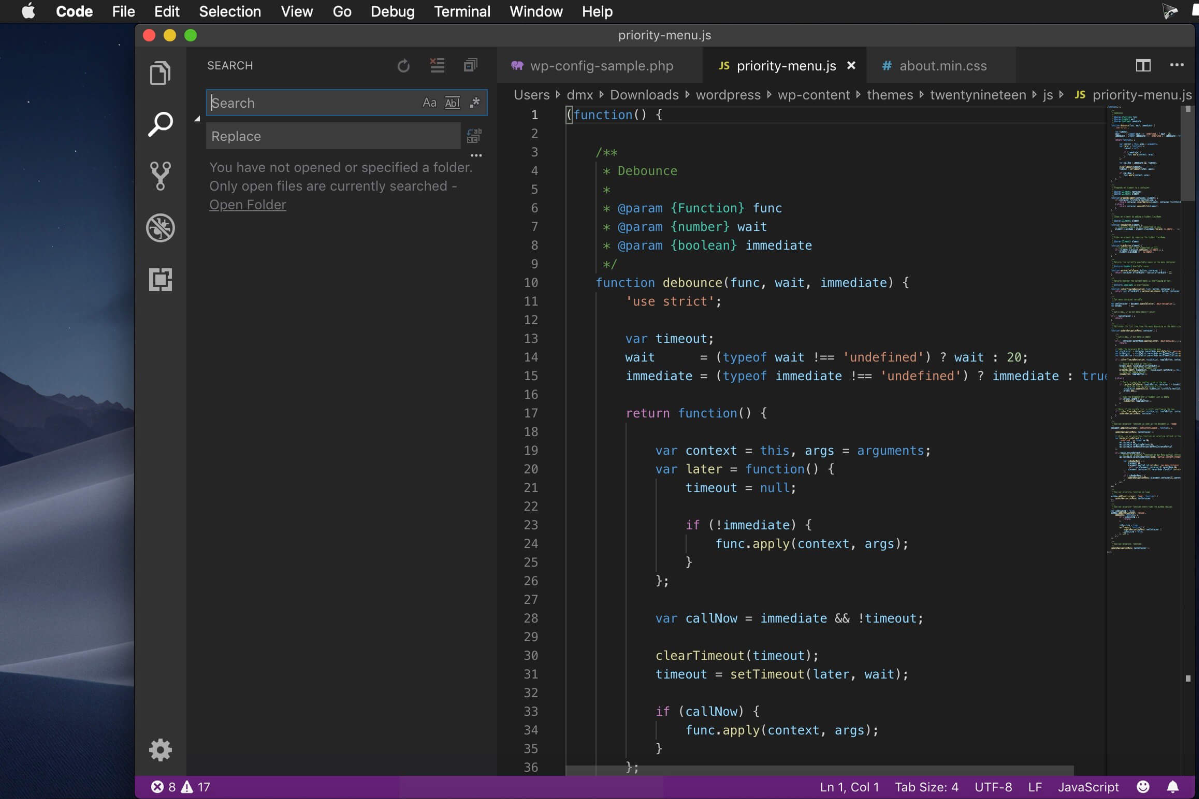 Code File Edit Selection View Go Debug Terminal Window Help
priority-menu.js
SEARCH
Search Aa Abl .*
Replace
You have not opened or specified a folder.
Only open files are currently searched -
Open Folder
wp-config-sample.php JS priority-menu.js × # about.min.css
Users dmx Downloads wordpress wp-content themes twentynineteen js JS priority-menu.js
1 (function() {
2
3 /**
4 * Debounce
5 *
6 * @param {Function} func
7 * @param {number} wait
8 * @param {boolean} immediate
9 */
10 function debounce(func, wait, immediate) {
11 'use strict';
12
13 var timeout;
14 wait = (typeof wait !== 'undefined') ? wait : 20;
15 immediate = (typeof immediate !== 'undefined') ? immediate : true
16
17 return function() {
18
19 var context = this, args = arguments;
20 var later = function() {
21 timeout = null;
22
23 if (!immediate) {
24 func.apply(context, args);
25 }
26 };
27
28 var callNow = immediate && !timeout;
29
30 clearTimeout(timeout);
31 timeout = setTimeout(later, wait);
32
33 if (callNow) {
34 func.apply(context, args);
35 }
36 };
8 17 Ln 1, Col 1 Tab Size: 4 UTF-8 LF JavaScript